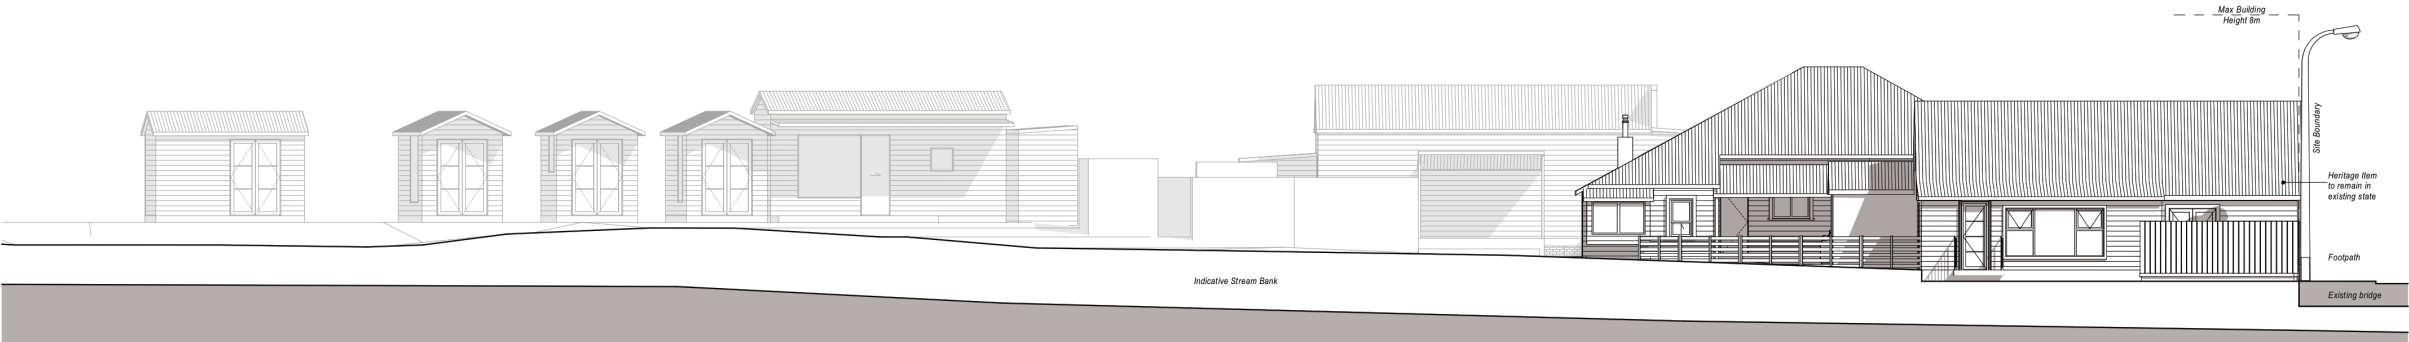 Max Building
Height 8m
Site Boundary
Heritage Item
to remain in
existing state
Footpath
Indicative Stream Bank
Existing bridge